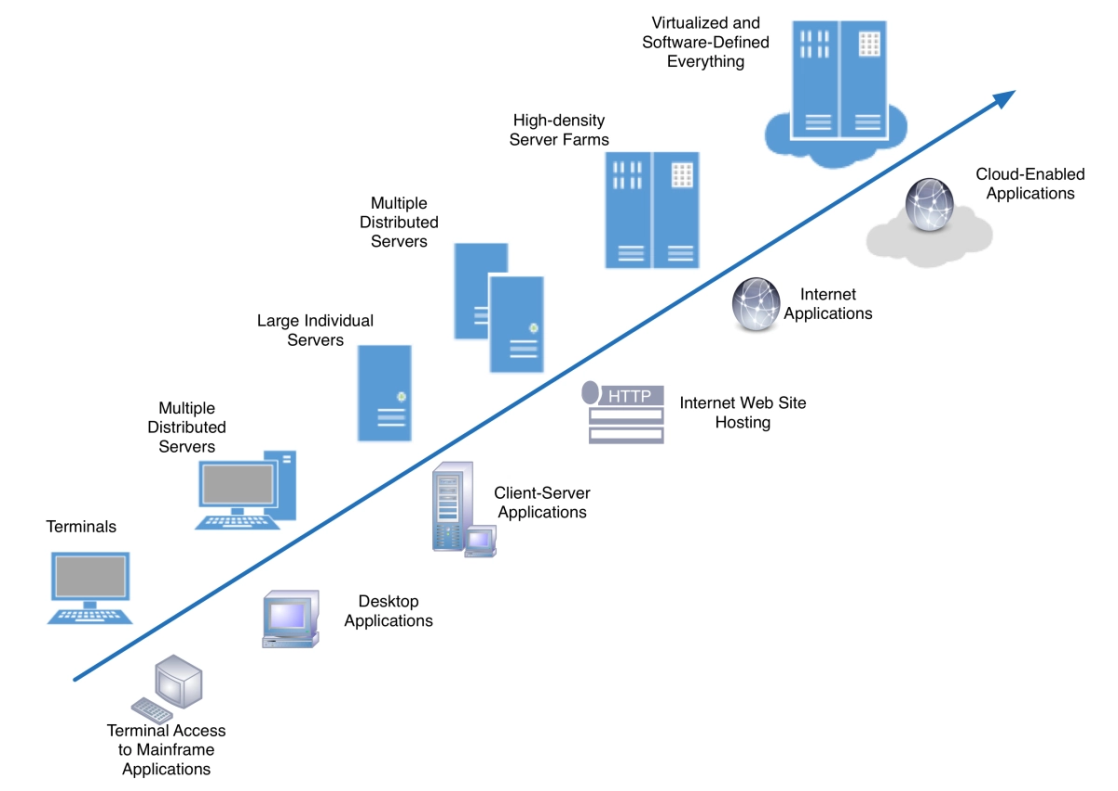 Virtualized and
Software-Defined
Everything
High-density
Server Farms
Cloud-Enabled
Applications
Multiple
Distributed
Servers
Internet
Applications
Large Individual
Servers
HTTP
Internet Web Site
Hosting
Multiple
Distributed
Servers
Client-Server
Applications
Terminals
Desktop
Applications
Terminal Access
to Mainframe
Applications